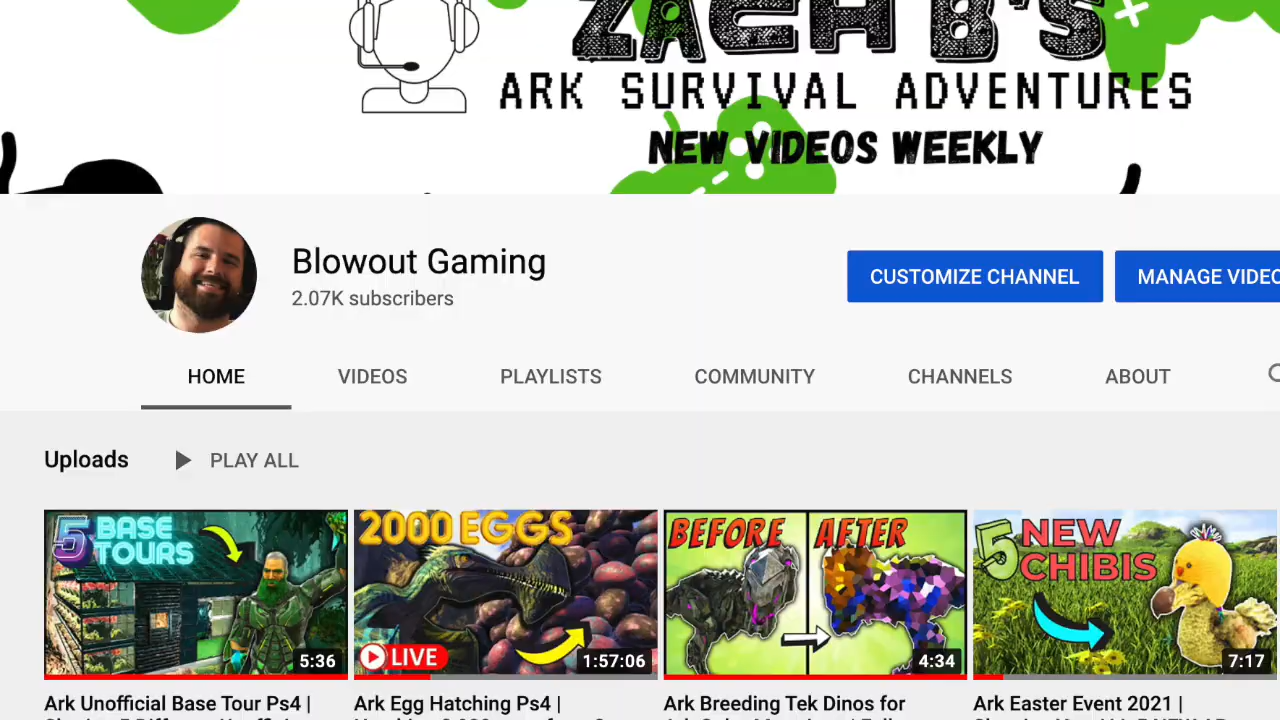 ZACH B'S
ARK SURVIVAL ADVENTURES
NEW VIDEOS WEEKLY
Blowout Gaming
2.07K subscribers
CUSTOMIZE CHANNEL
MANAGE VIDEO
HOME
VIDEOS
PLAYLISTS
COMMUNITY
CHANNELS
ABOUT
Uploads
PLAY ALL
5 BASE
TOURS
5:36
2000 EGGS
LIVE
1:57:06
BEFORE
AFTER
4:34
5 NEW
CHIBIS
7:17
Ark Unofficial Base Tour Ps4 |
Ark Egg Hatching Ps4 |
Ark Breeding Tek Dinos for
Ark Easter Event 2021 |